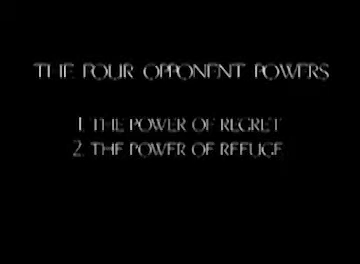 THE FOUR OPPONENT POWERS
1. THE POWER OF REGRET
2. THE POWER OF REFUGE